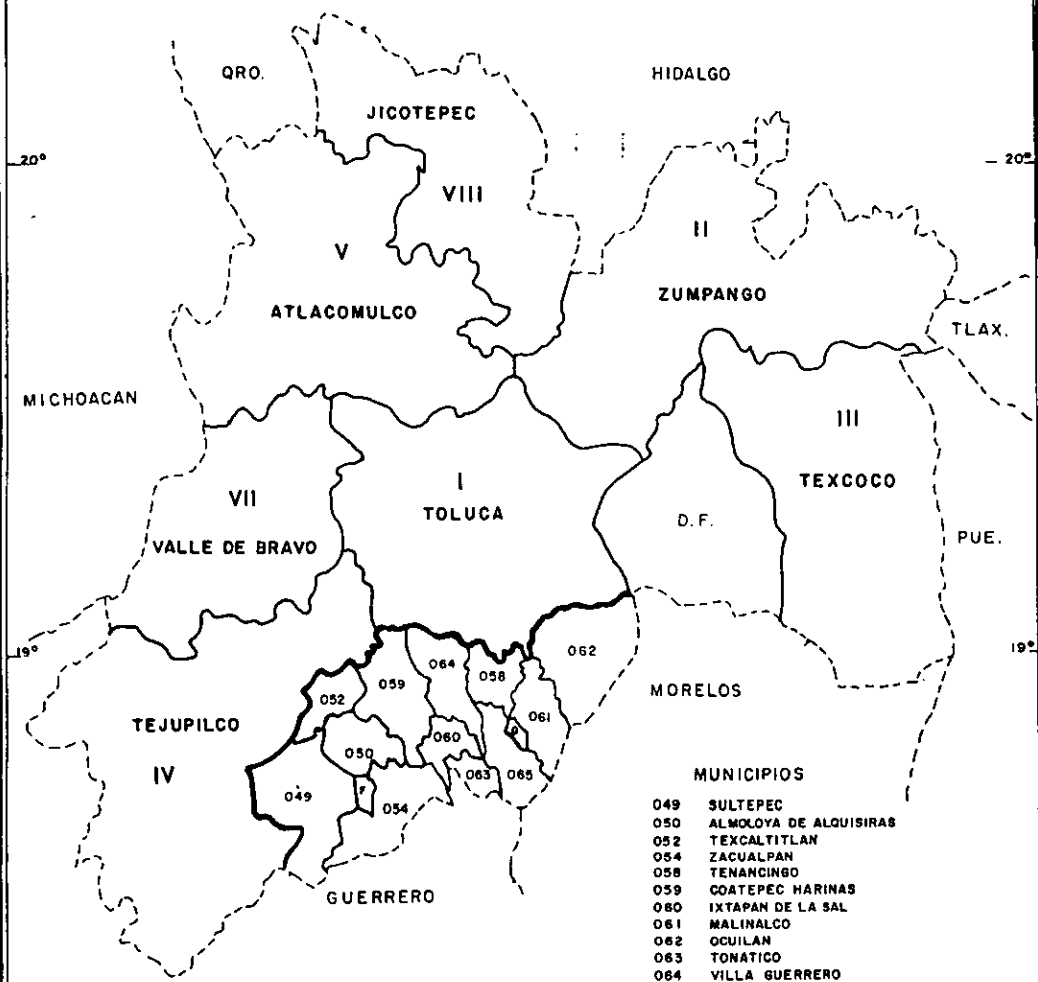 QRO.
HIDALGO
JICOTEPEC
20°
20°
VIII
II
V
ZUMPANGO
ATLACOMULCO
TLAX.
MICHOACAN
III
VII
I
TEXCOCO
TOLUCA
D.F.
PUE.
VALLE DE BRAVO
19°
19°
062
064
058
059
052
MORELOS
061
TEJUPILCO
060
050
IV
063
065
049
F
054
GUERRERO
MUNICIPIOS
049 SULTEPEC
050 ALMOLOYA DE ALQUISIRAS
052 TEXCALTITLAN
054 ZACUALPAN
058 TENANCINGO
059 COATEPEC HARINAS
060 IXTAPAN DE LA SAL
061 MALINALCO
062 OCUILAN
063 TONATICO
064 VILLA GUERRERO